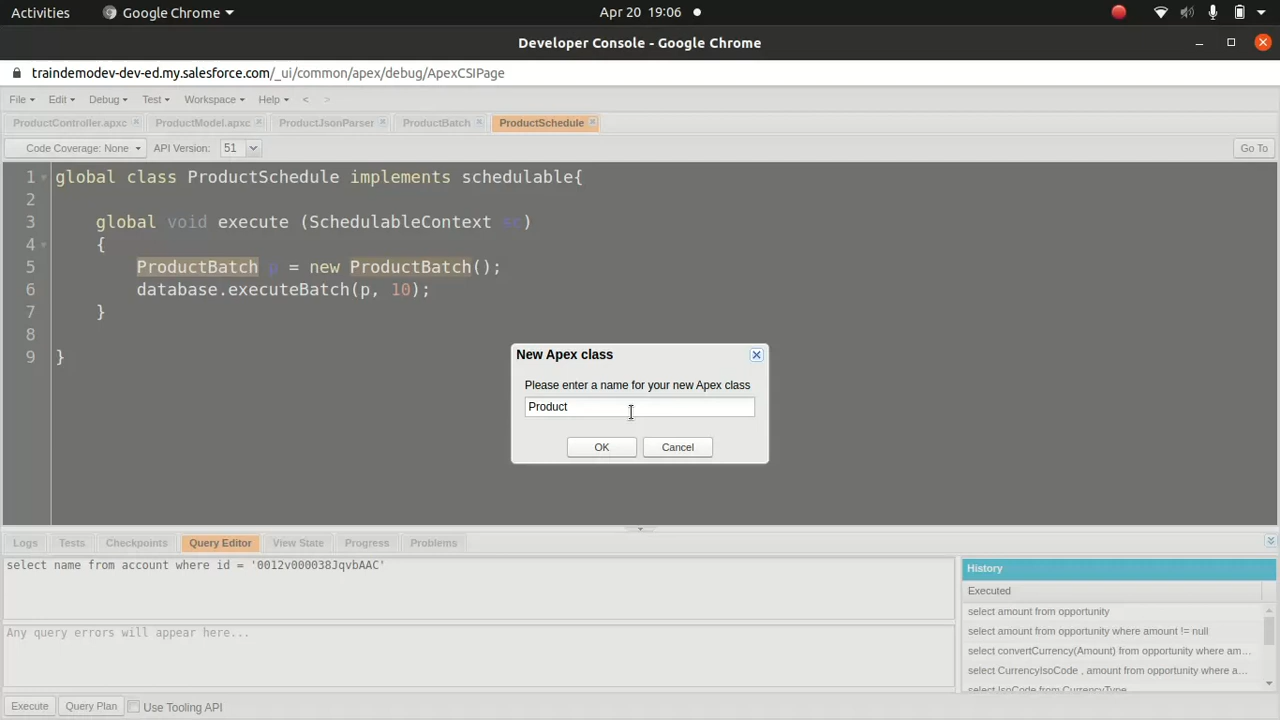 Activities
Google Chrome
Apr 20 19:06
Developer Console - Google Chrome
traindemodev-dev-ed.my.salesforce.com/_ui/common/apex/debug/ApexCSIPage
File Edit Debug Test Workspace Help < >
ProductController.apxc ProductModel.apxc ProductJsonParser ProductBatch ProductSchedule
Code Coverage: None API Version: 51 Go To
1 global class ProductSchedule implements schedulable{
2
3 global void execute (SchedulableContext sc)
4 {
5 ProductBatch p = new ProductBatch();
6 database.executeBatch(p, 10);
7 }
8
9 }
New Apex class
Please enter a name for your new Apex class
Product
OK Cancel
Logs Tests Checkpoints Query Editor View State Progress Problems
select name from account where id = '0012v000038JqvbAAC'
Any query errors will appear here...
History
Executed
select amount from opportunity
select amount from opportunity where amount != null
select convertCurrency(Amount) from opportunity where am...
select CurrencyIsoCode , amount from opportunity where a...
select IsoCode from CurrencyType
Execute Query Plan Use Tooling API